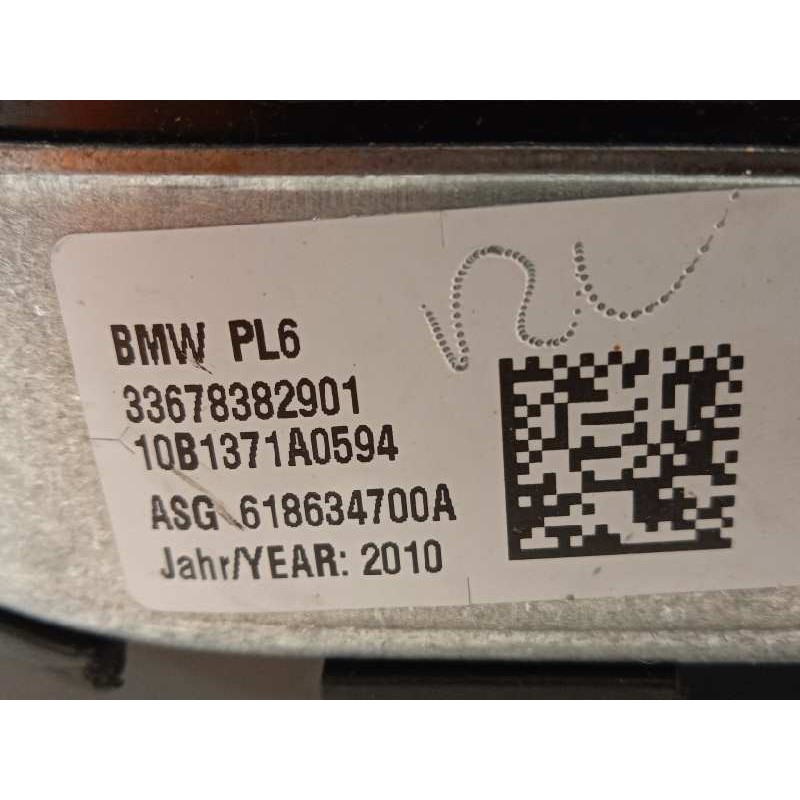 BMW PL6
33678382901
10B1371A0594
ASG 618634700A
Jahr/YEAR: 2010